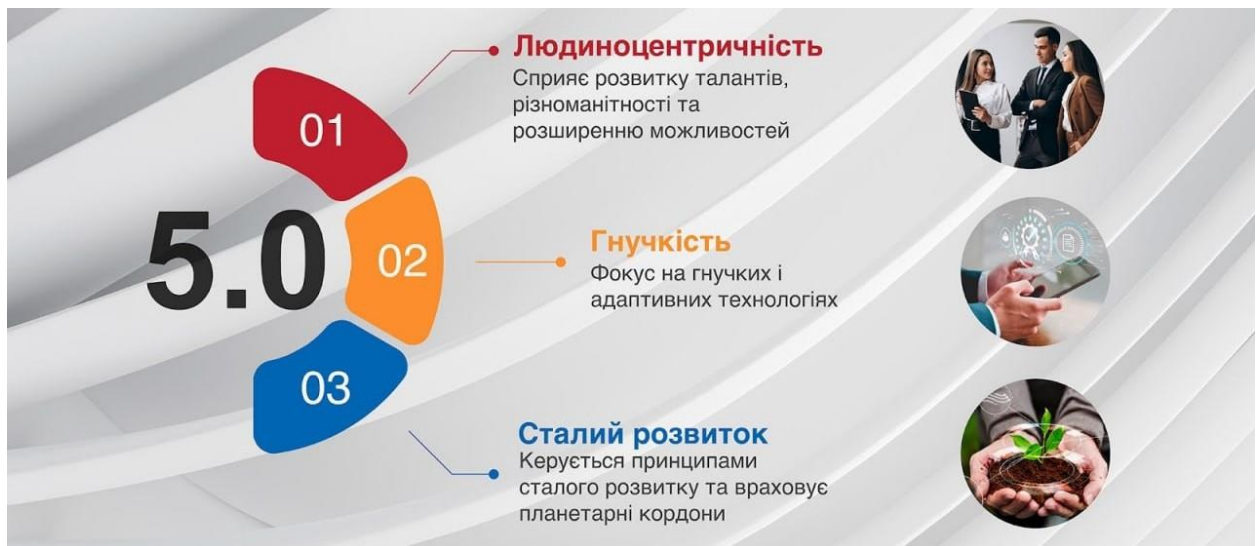 5.0
01
Людиноцентричність
Сприяє розвитку талантів,
різноманітності та
розширенню можливостей
02
Гнучкість
Фокус на гнучких і
адаптивних технологіях
03
Сталий розвиток
Керується принципами
сталого розвитку та враховує
планетарні кордони